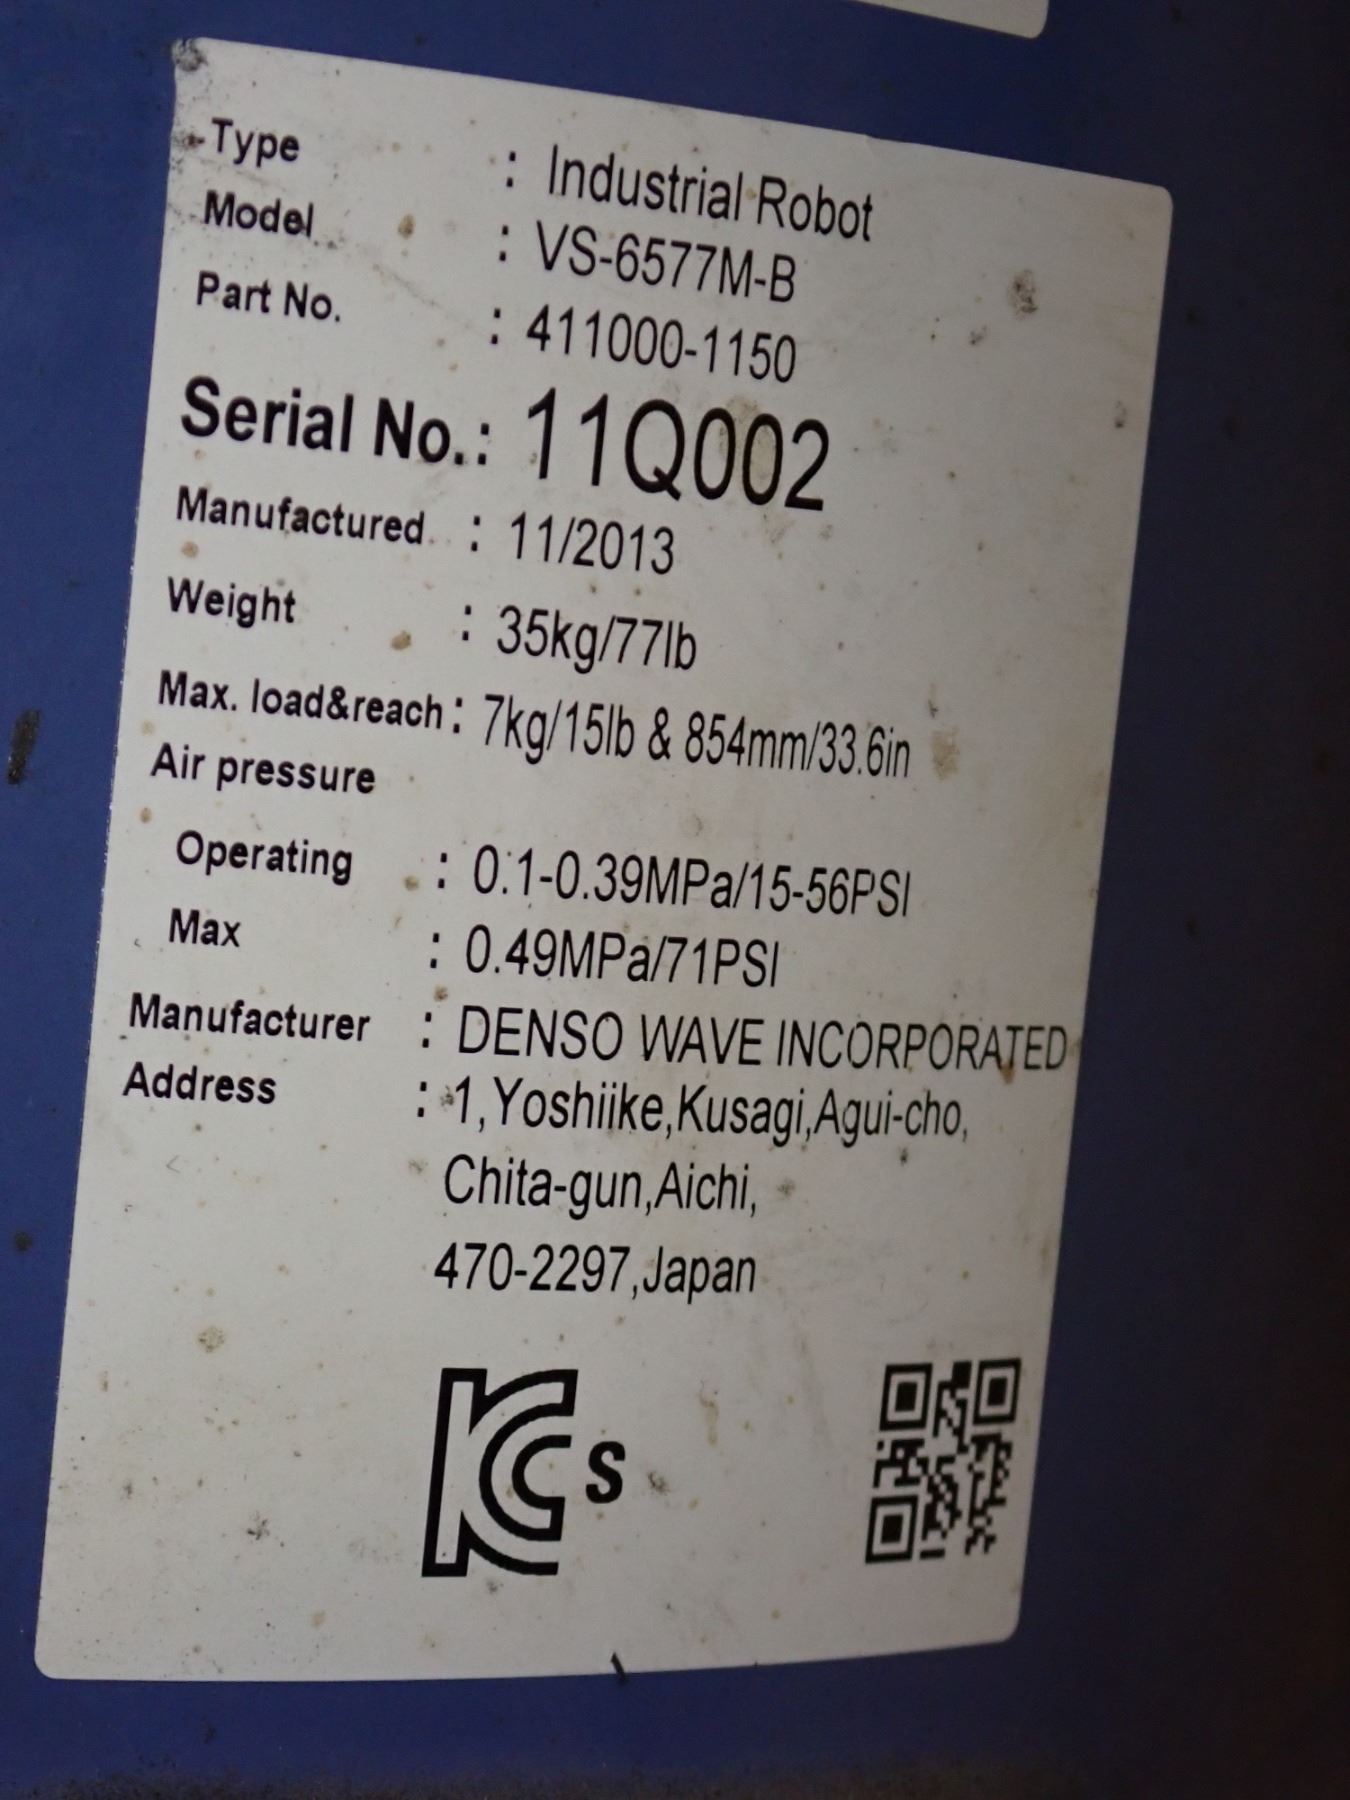 Type : Industrial Robot
Model : VS-6577M-B
Part No. : 411000-1150
Serial No.: 11Q002
Manufactured : 11/2013
Weight : 35kg/77lb
Max. load&reach : 7kg/15lb & 854mm/33.6in
Air pressure
Operating : 0.1-0.39MPa/15-56PSI
Max : 0.49MPa/71PSI
Manufacturer : DENSO WAVE INCORPORATED
Address : 1,Yoshiike,Kusagi,Agui-cho,
Chita-gun,Aichi,
470-2297,Japan
KC s